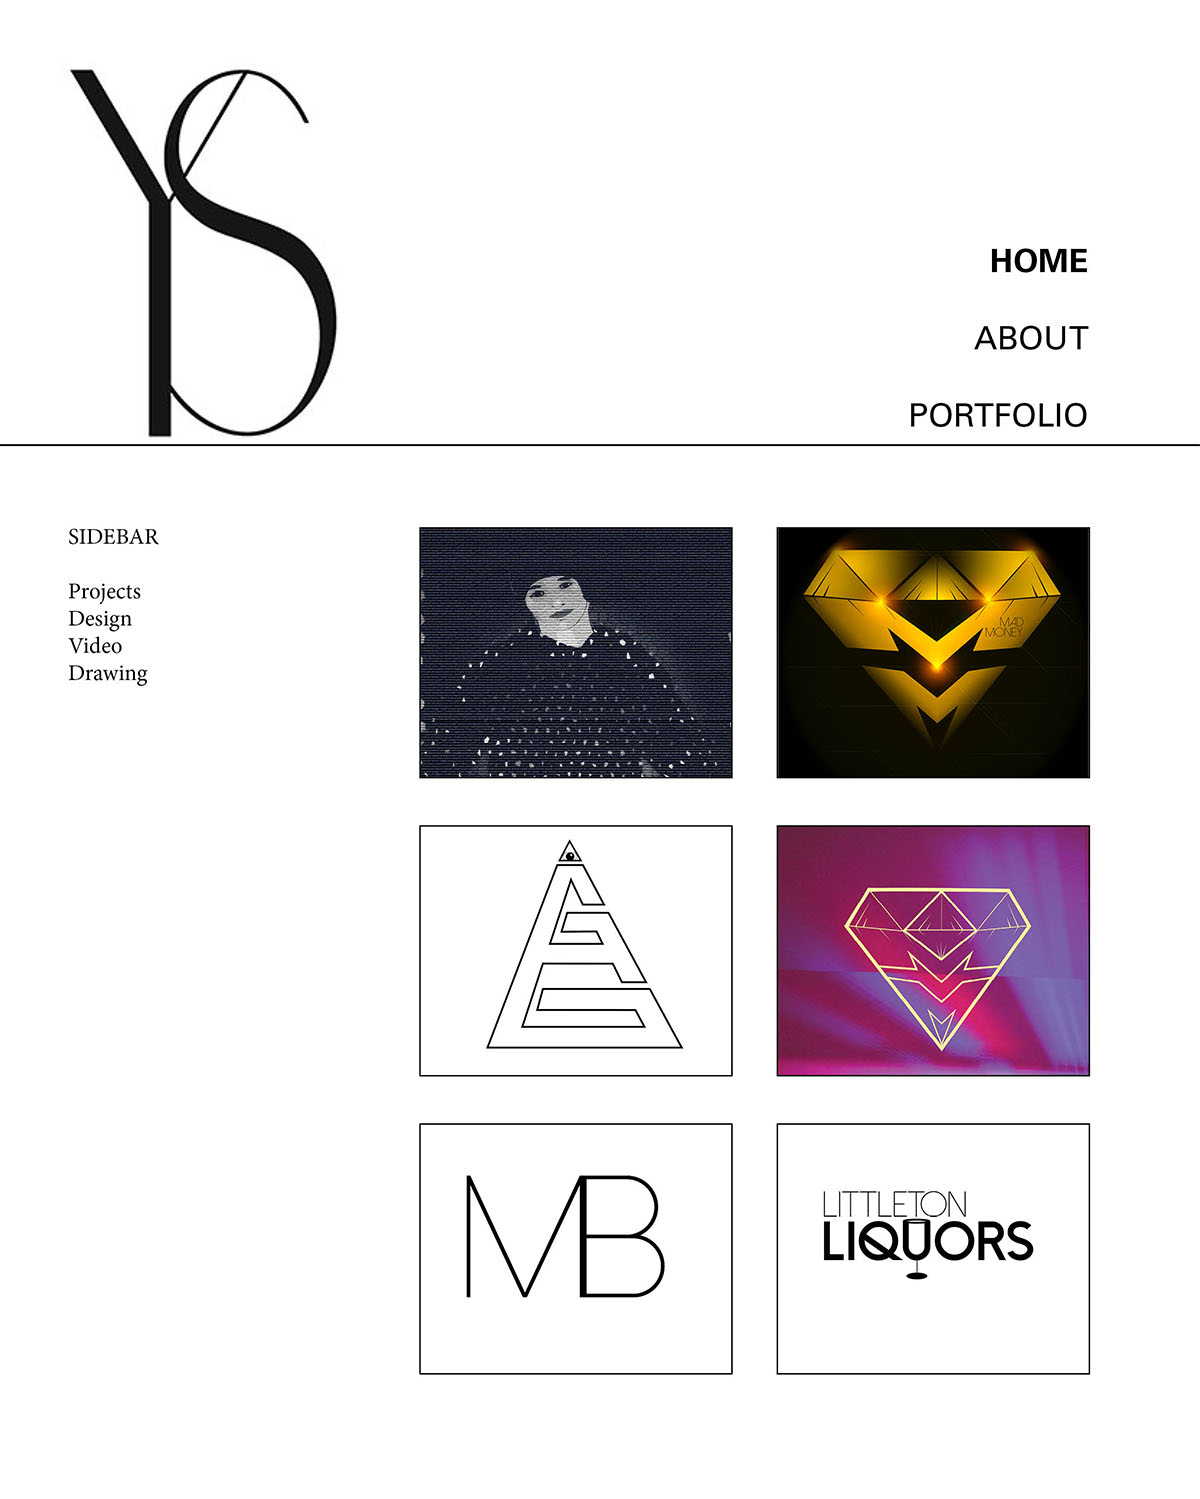 YS
HOME
ABOUT
PORTFOLIO
SIDEBAR
Projects
Design
Video
Drawing
MAD
MONEY
MB
LITTLETON
LIQUORS